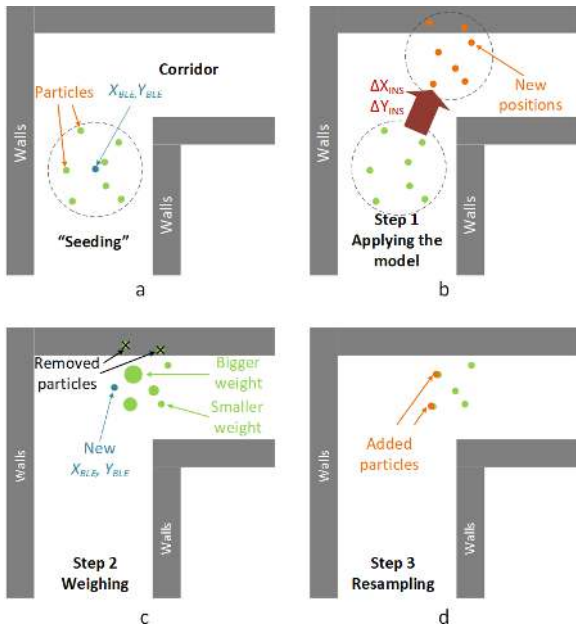 Corridor
Particles
X_BLE, Y_BLE
Walls
Walls
"Seeding"
a
ΔX_INS
ΔY_INS
New
positions
Walls
Walls
Step 1
Applying the
model
b
Removed
particles
Bigger
weight
Smaller
weight
New
X_BLE, Y_BLE
Walls
Walls
Step 2
Weighing
c
Added
particles
Walls
Walls
Step 3
Resampling
d